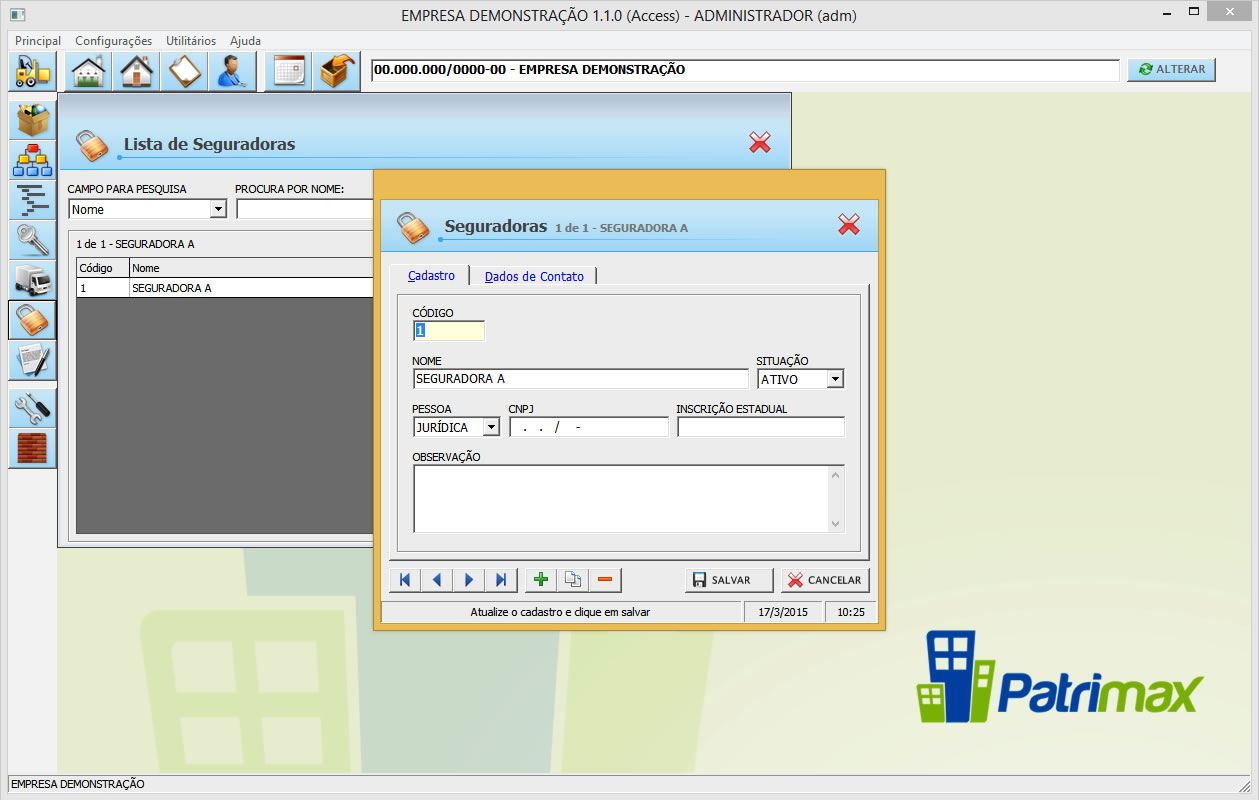 EMPRESA DEMONSTRAÇÃO 1.1.0 (Access) - ADMINISTRADOR (adm)
Principal Configurações Utilitários Ajuda
00.000.000/0000-00 - EMPRESA DEMONSTRAÇÃO
ALTERAR
Lista de Seguradoras
CAMPO PARA PESQUISA PROCURA POR NOME:
Nome
1 de 1 - SEGURADORA A
Código Nome
1 SEGURADORA A
Seguradoras 1 de 1 - SEGURADORA A
Cadastro Dados de Contato
CÓDIGO
1
NOME SITUAÇÃO
SEGURADORA A ATIVO
PESSOA CNPJ INSCRIÇÃO ESTADUAL
JURÍDICA . . / -
OBSERVAÇÃO
SALVAR CANCELAR
Atualize o cadastro e clique em salvar 17/3/2015 10:25
Patrimax
EMPRESA DEMONSTRAÇÃO